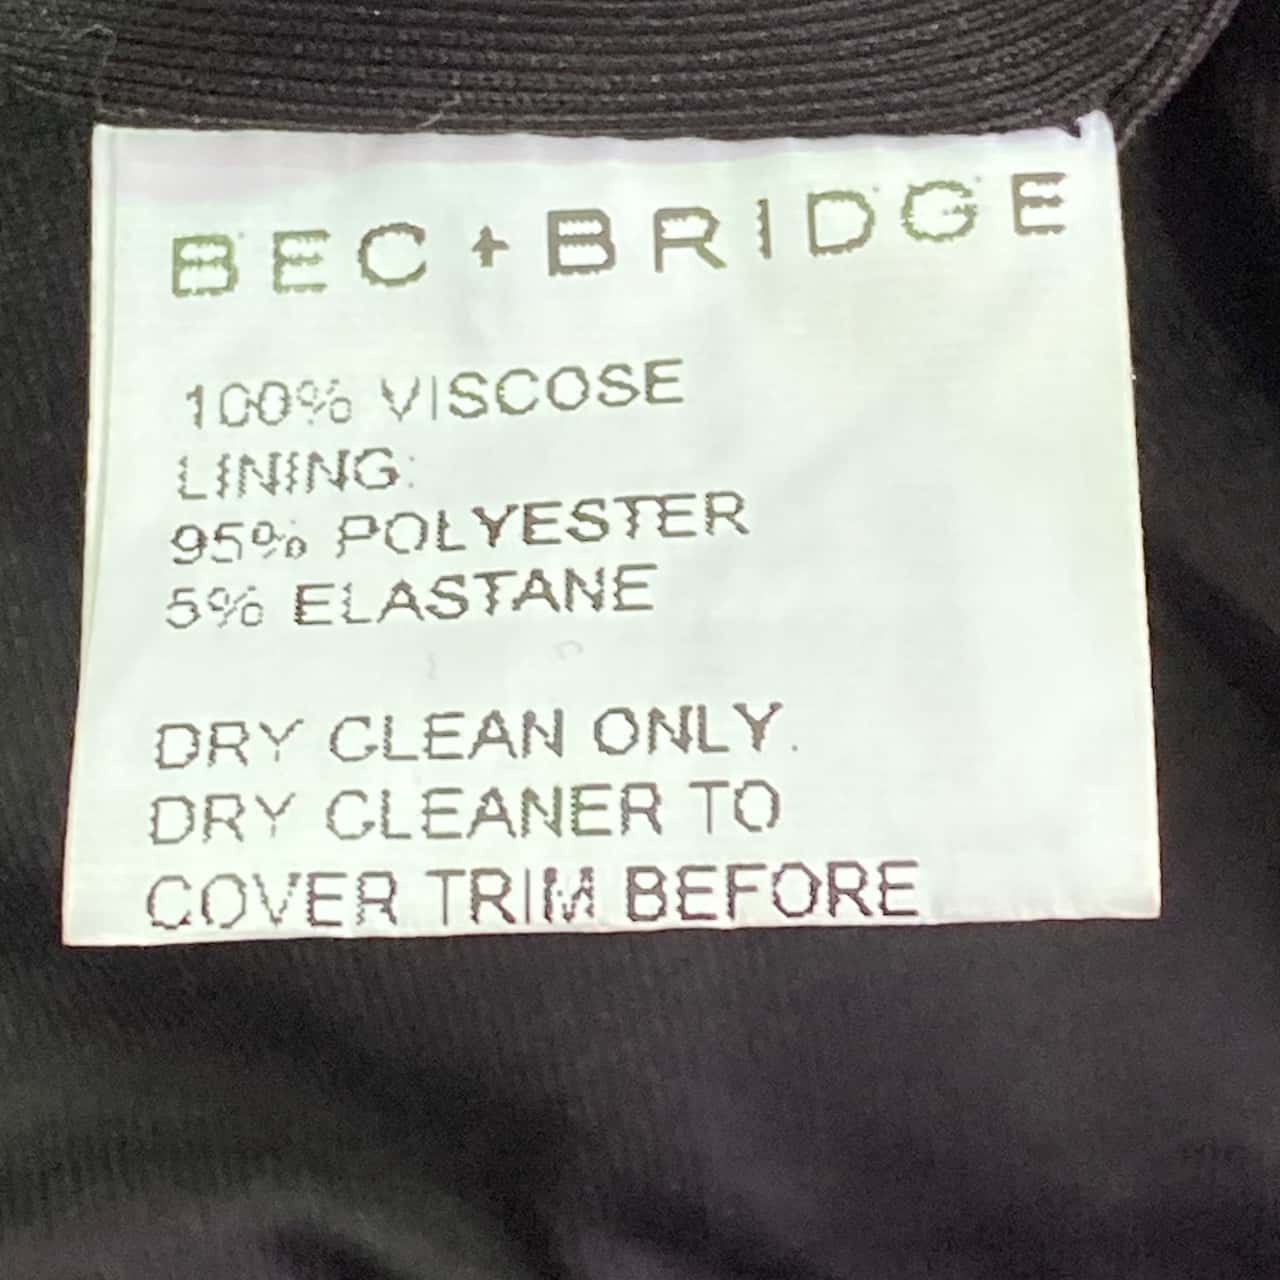 BEC + BRIDGE
100% VISCOSE
LINING:
95% POLYESTER
5% ELASTANE
DRY CLEAN ONLY.
DRY CLEANER TO
COVER TRIM BEFORE